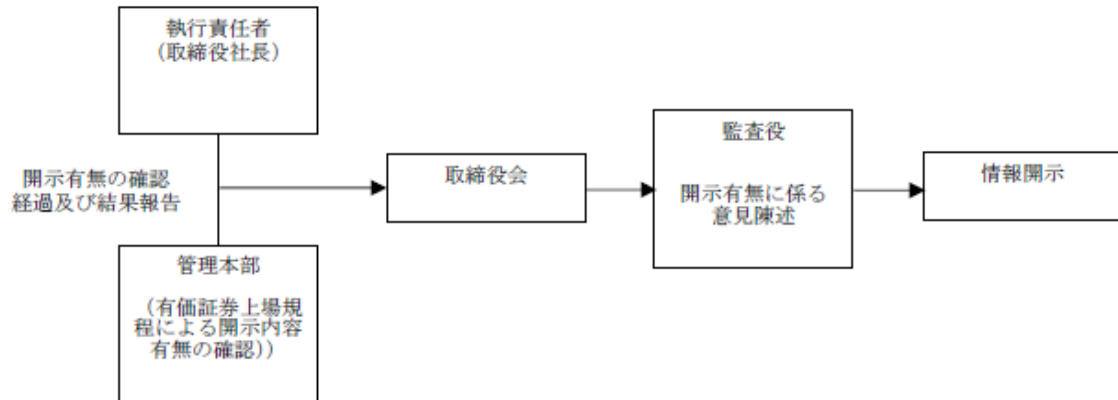 執行責任者
（取締役社長）
開示有無の確認
経過及び結果報告
管理本部
（有価証券上場規
程による開示内容
有無の確認））
取締役会
監査役
開示有無に係る
意見陳述
情報開示